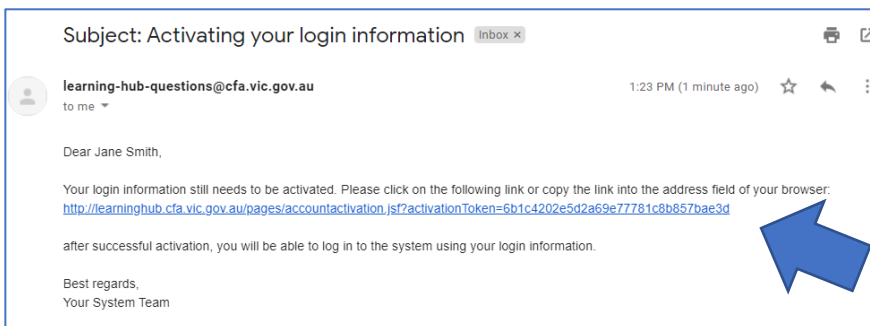 Subject: Activating your login information Inbox ×
learning-hub-questions@cfa.vic.gov.au 1:23 PM (1 minute ago)
to me
Dear Jane Smith,
Your login information still needs to be activated. Please click on the following link or copy the link into the address field of your browser:
http://learninghub.cfa.vic.gov.au/pages/accountactivation.jsf?activationToken=6b1c4202e5d2a69e77781c8b857bae3d
after successful activation, you will be able to log in to the system using your login information.
Best regards,
Your System Team